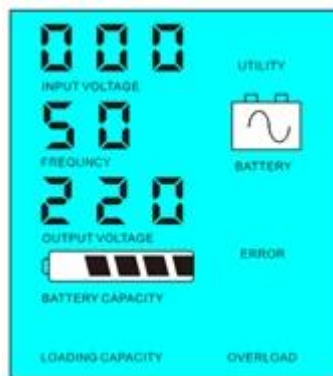 000
UTILITY
INPUT VOLTAGE
50
FREQUNCY
BATTERY
220
OUTPUT VOLTAGE
ERROR
BATTERY CAPACITY
LOADING CAPACITY
OVERLOAD